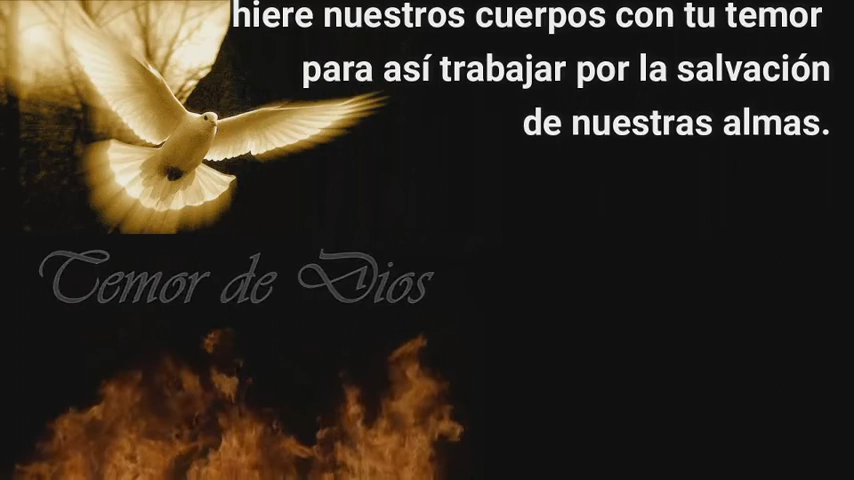 hiere nuestros cuerpos con tu temor
para así trabajar por la salvación
de nuestras almas.
Temor de Dios